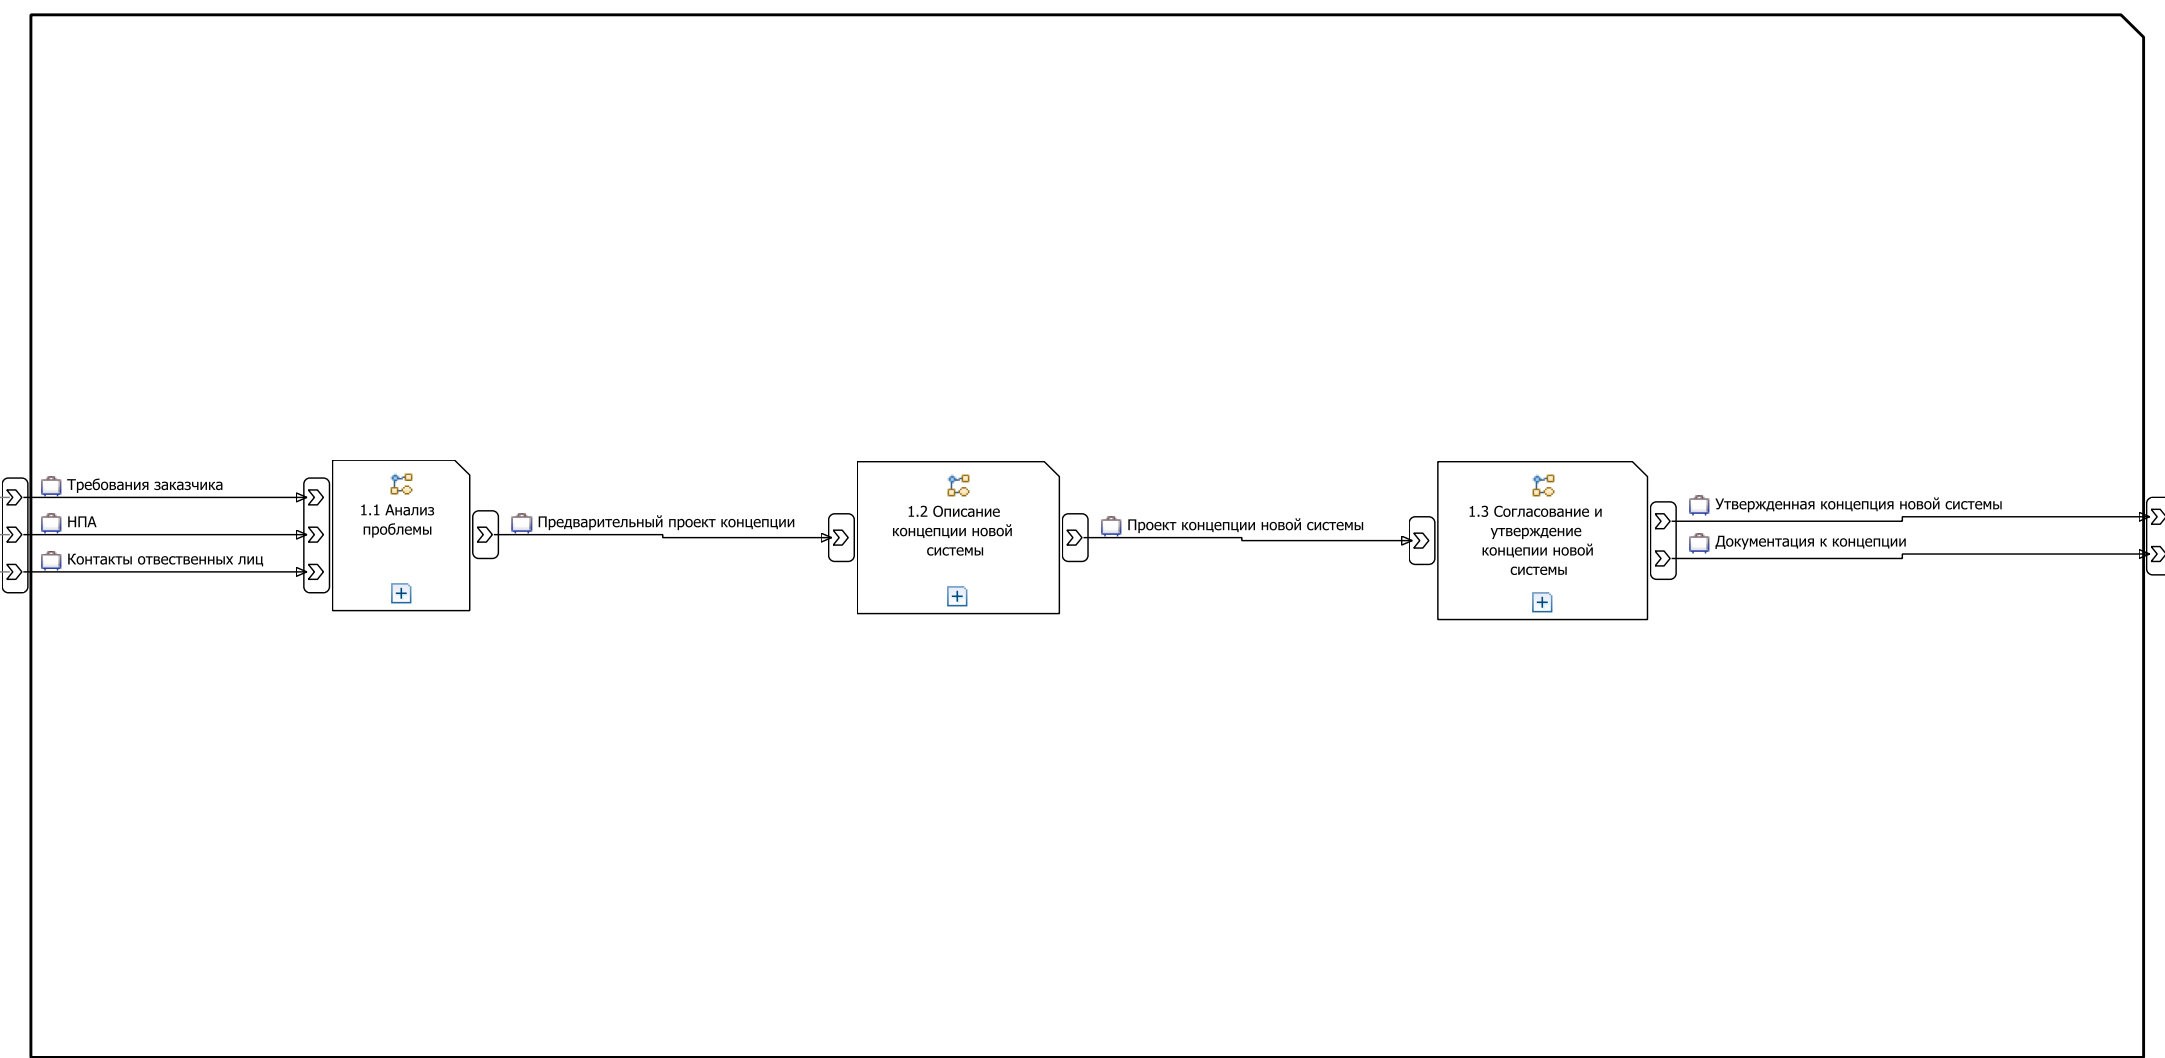 Требования заказчика
НПА
Контакты отвественных лиц
1.1 Анализ
проблемы
Предварительный проект концепции
1.2 Описание
концепции новой
системы
Проект концепции новой системы
1.3 Согласование и
утверждение
концепии новой
системы
Утвержденная концепция новой системы
Документация к концепции